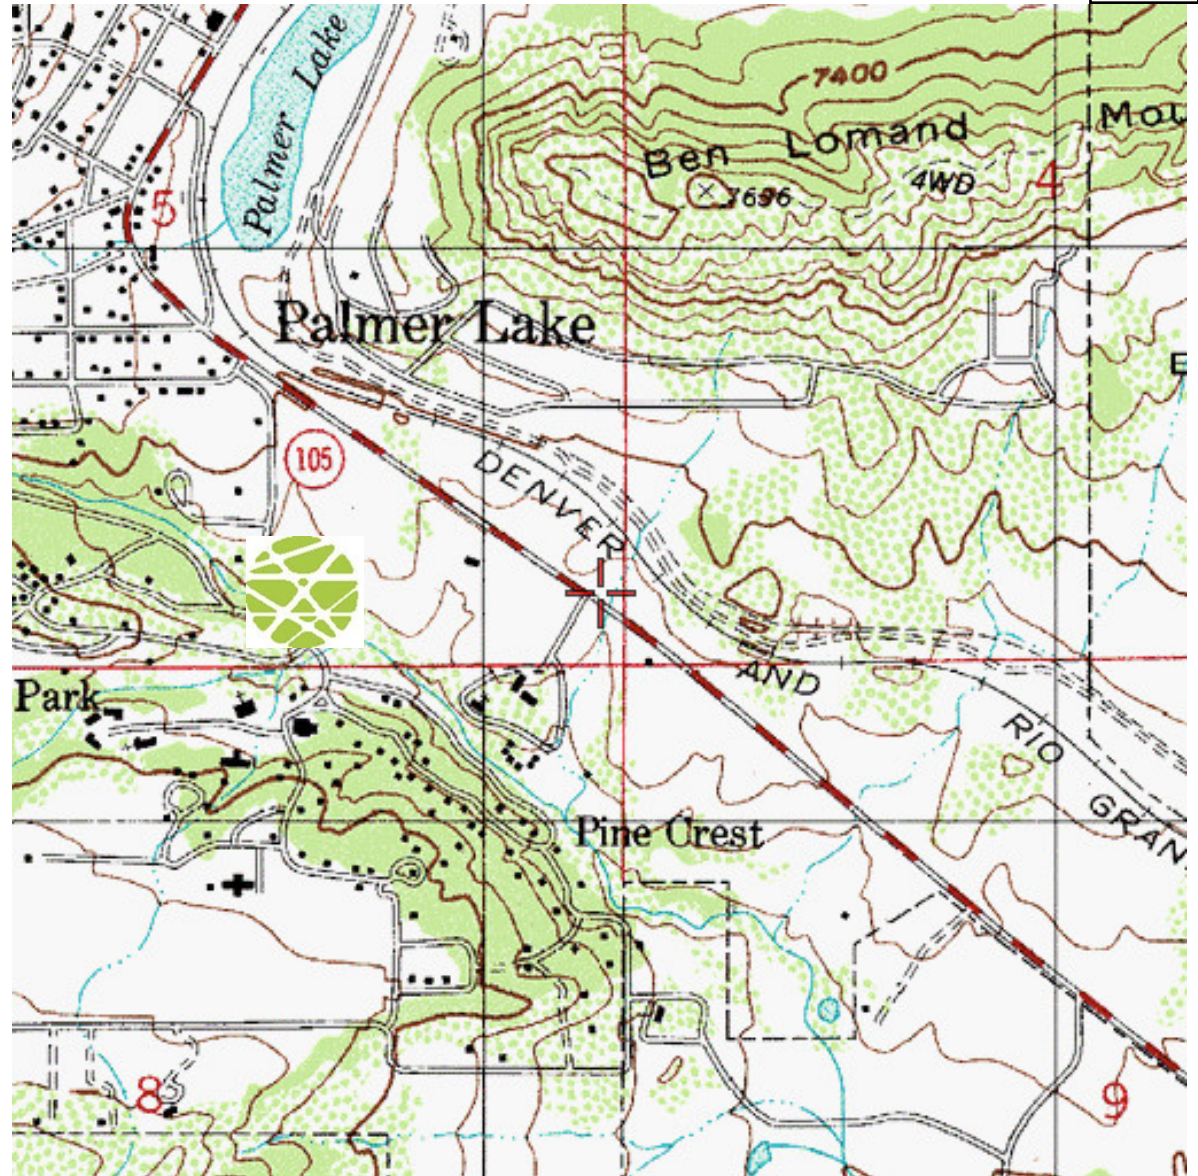 Palmer Lake
7400
Ben Lomand Mou
7696
4WD
4
5
Palmer Lake
E
105
DENVER AND RIO GRAN
Park
Pine Crest
8
9